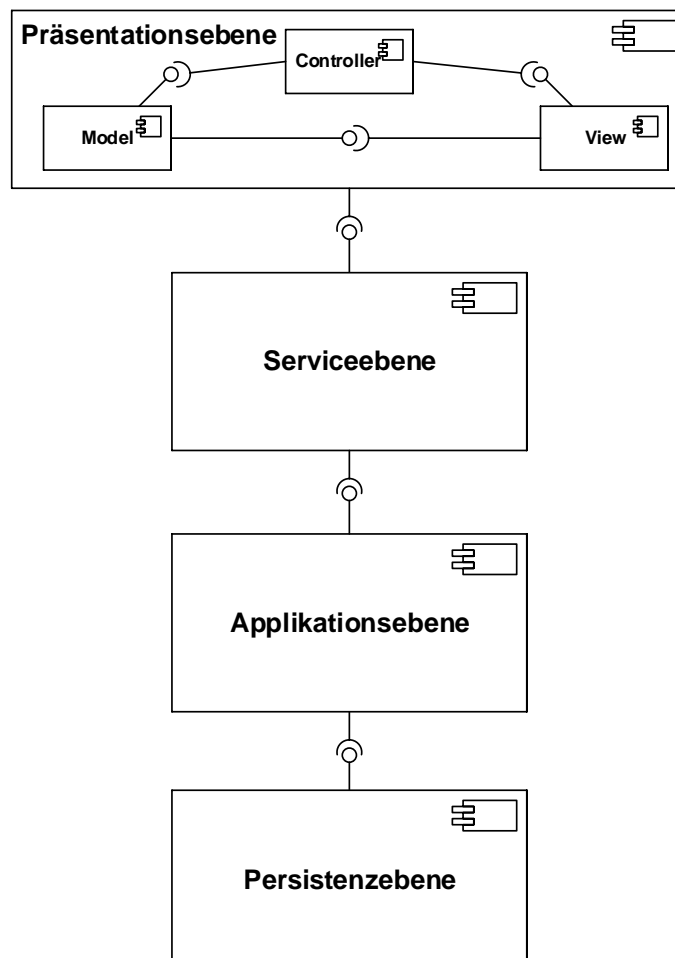 Präsentationsebene
Controller
Model
View
Serviceebene
Applikationsebene
Persistenzebene